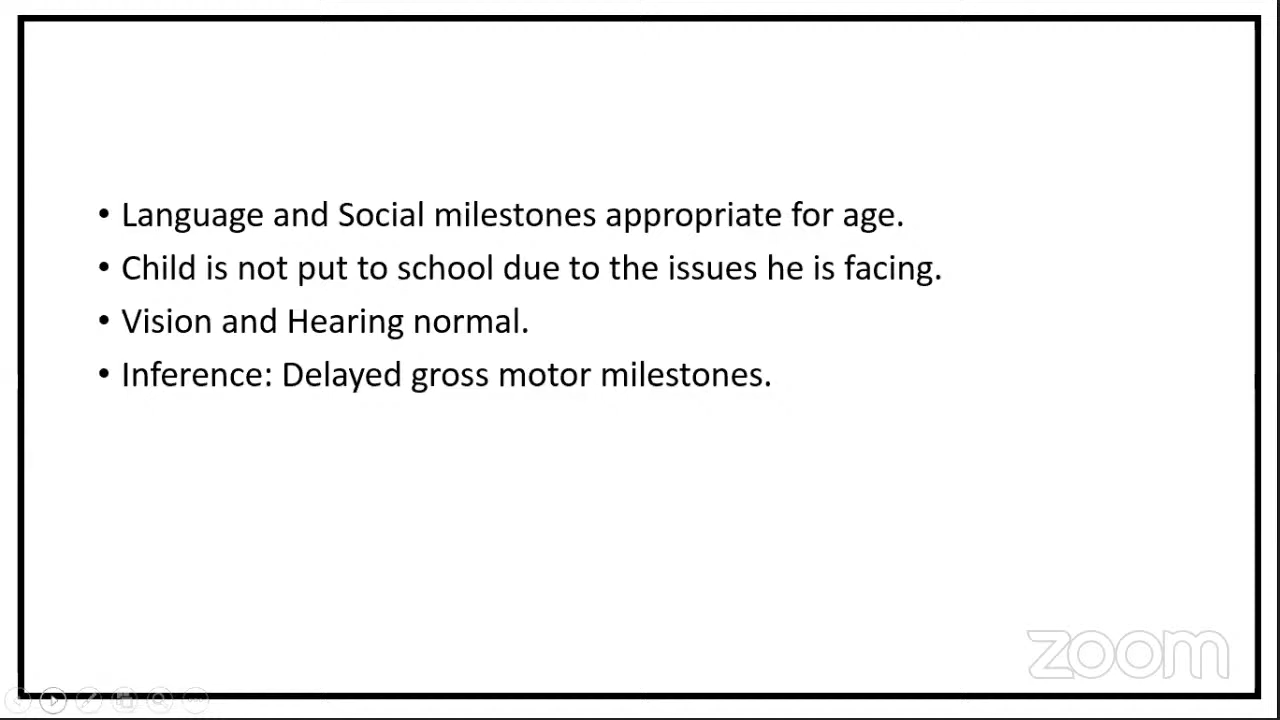 • Language and Social milestones appropriate for age.
• Child is not put to school due to the issues he is facing.
• Vision and Hearing normal.
• Inference: Delayed gross motor milestones.
zoom